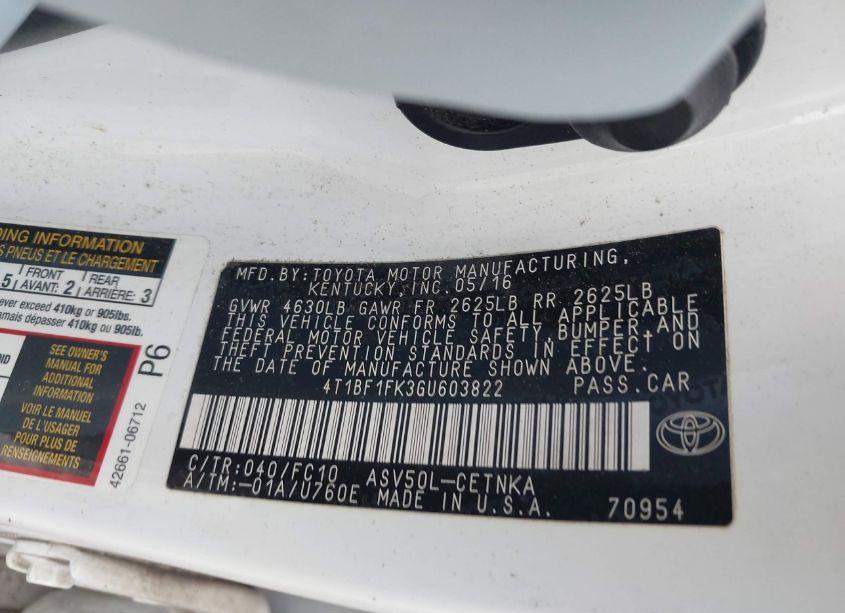 DING INFORMATION
S PNEUS ET LE CHARGEMENT
5 FRONT AVANT: 2 REAR ARRIÈRE: 3
ever exceed 410kg or 905lbs.
amais dépasser 410kg ou 905lb.
SEE OWNER'S
MANUAL FOR
ADDITIONAL
INFORMATION
VOIR LE MANUEL
DE L'USAGER
POUR PLUS DE
RENSEIGNEMENTS
P6
42661-06712
MFD.BY:TOYOTA MOTOR MANUFACTURING,
KENTUCKY,INC.05/16
GVWR 4630LB GAWR FR 2625LB RR 2625LB
THIS VEHICLE CONFORMS TO ALL APPLICABLE
FEDERAL MOTOR VEHICLE SAFETY,BUMPER,AND
THEFT PREVENTION STANDARDS IN EFFECT ON
THE DATE OF MANUFACTURE SHOWN ABOVE.
4T1BF1FK3GU603822 PASS.CAR
C/TR:040/FC10 ASV50L-CETNKA
A/TM:-01A/U760E MADE IN U.S.A. 70954